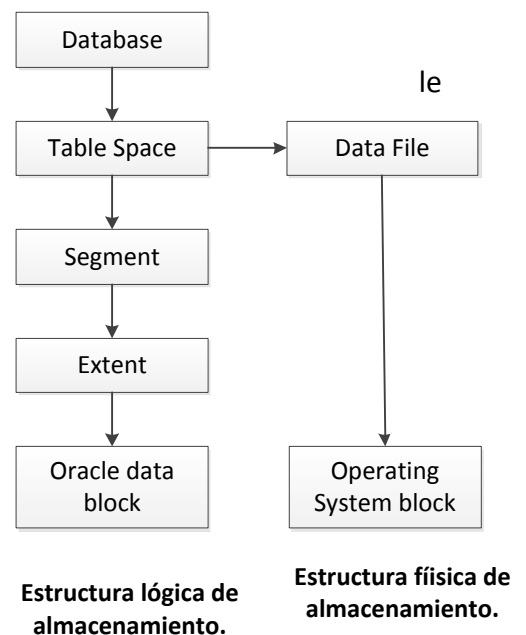 Database
le
Table Space
Data File
Segment
Extent
Oracle data
block
Operating
System block
Estructura lógica de
almacenamiento.
Estructura fíisica de
almacenamiento.